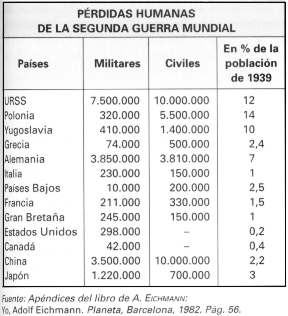 PÉRDIDAS HUMANAS
DE LA SEGUNDA GUERRA MUNDIAL
Países Militares Civiles En % de la población de 1939
URSS 7.500.000 10.000.000 12
Polonia 320.000 5.500.000 14
Yugoslavia 410.000 1.400.000 10
Grecia 74.000 500.000 2,4
Alemania 3.850.000 3.810.000 7
Italia 230.000 150.000 1
Países Bajos 10.000 200.000 2,5
Francia 211.000 330.000 1,5
Gran Bretaña 245.000 150.000 1
Estados Unidos 298.000 – 0,2
Canadá 42.000 – 0,4
China 3.500.000 10.000.000 2,2
Japón 1.220.000 700.000 3
Fuente: Apéndices del libro de A. EICHMANN:
Yo, Adolf Eichmann. Planeta, Barcelona, 1982. Pág. 56.